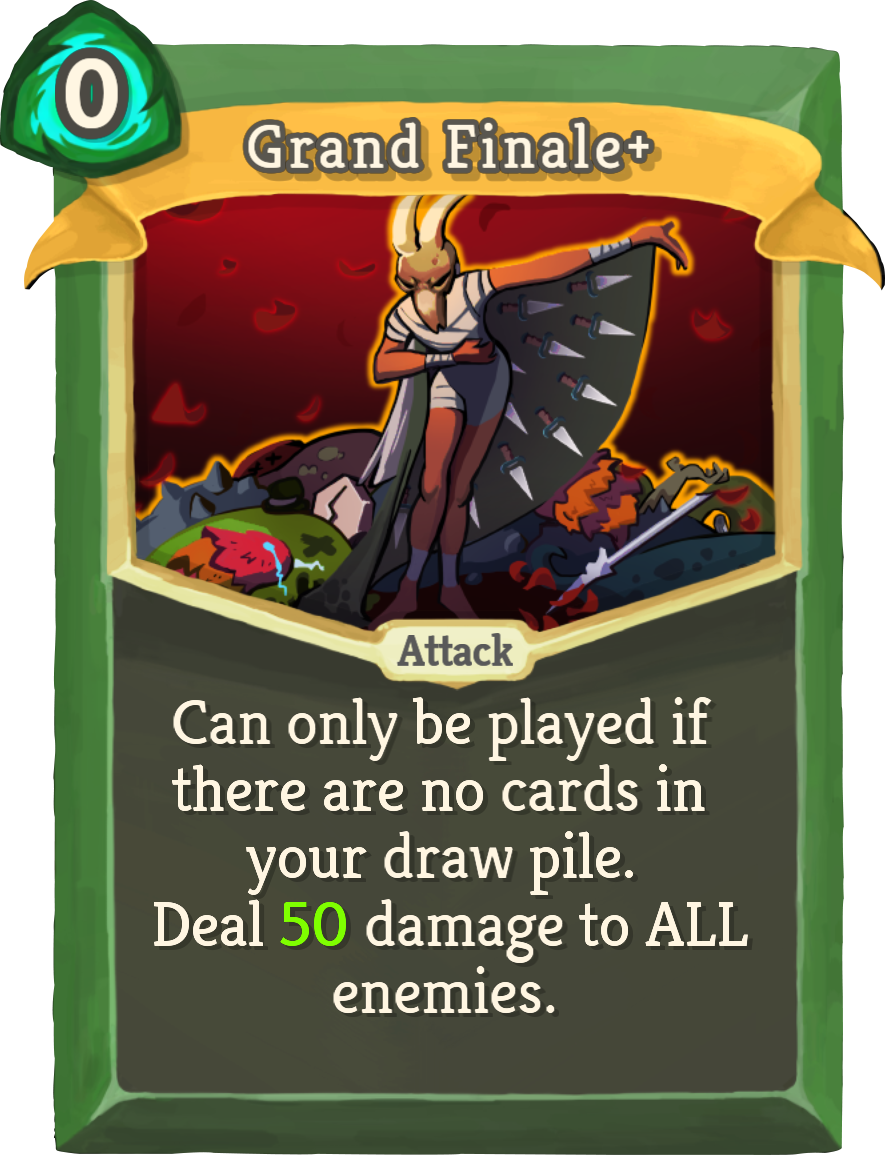 0
Grand Finale+
Attack
Can only be played if
there are no cards in
your draw pile.
Deal 50 damage to ALL
enemies.